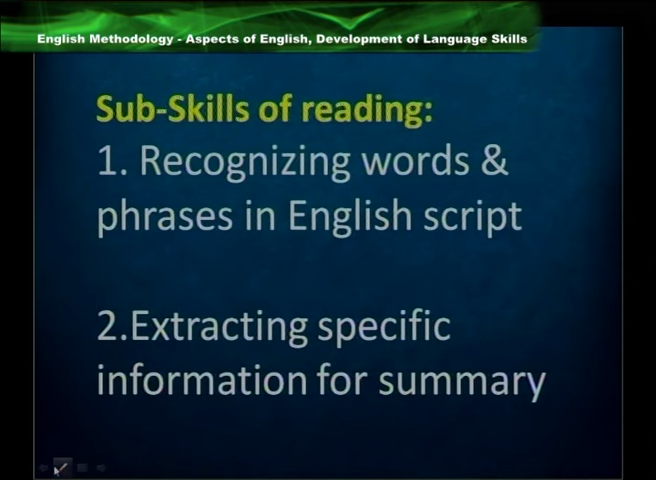 English Methodology - Aspects of English, Development of Language Skills
Sub-Skills of reading:
1. Recognizing words &
phrases in English script
2.Extracting specific
information for summary